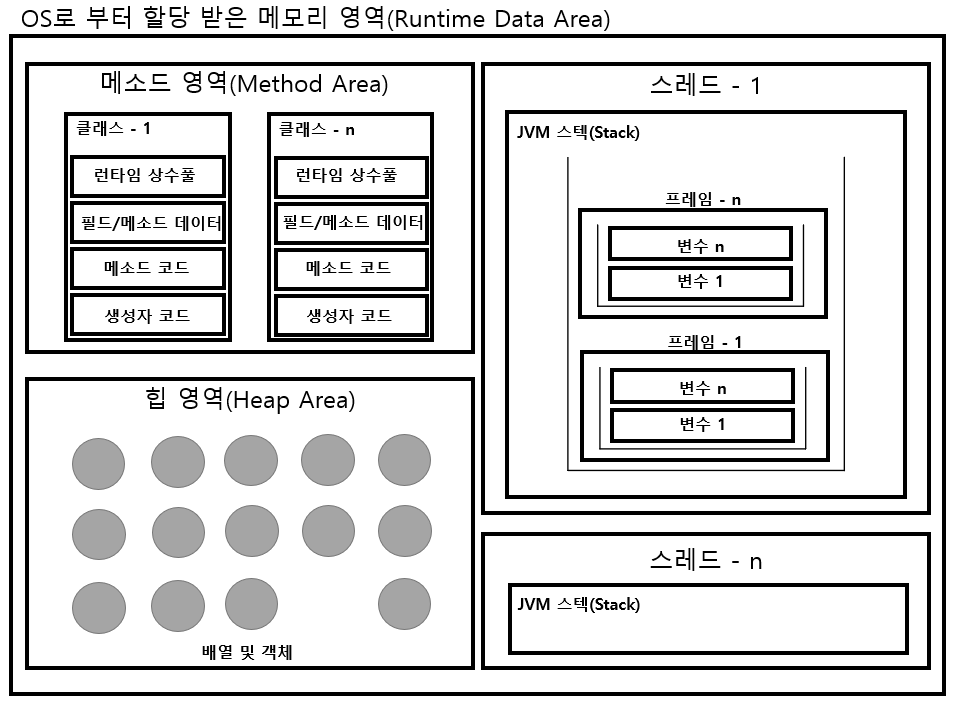 OS로 부터 할당 받은 메모리 영역(Runtime Data Area)
메소드 영역(Method Area)
클래스 - 1
런타임 상수풀
필드/메소드 데이터
메소드 코드
생성자 코드
클래스 - n
런타임 상수풀
필드/메소드 데이터
메소드 코드
생성자 코드
힙 영역(Heap Area)
배열 및 객체
스레드 - 1
JVM 스텍(Stack)
프레임 - n
변수 n
변수 1
프레임 - 1
변수 n
변수 1
스레드 - n
JVM 스텍(Stack)